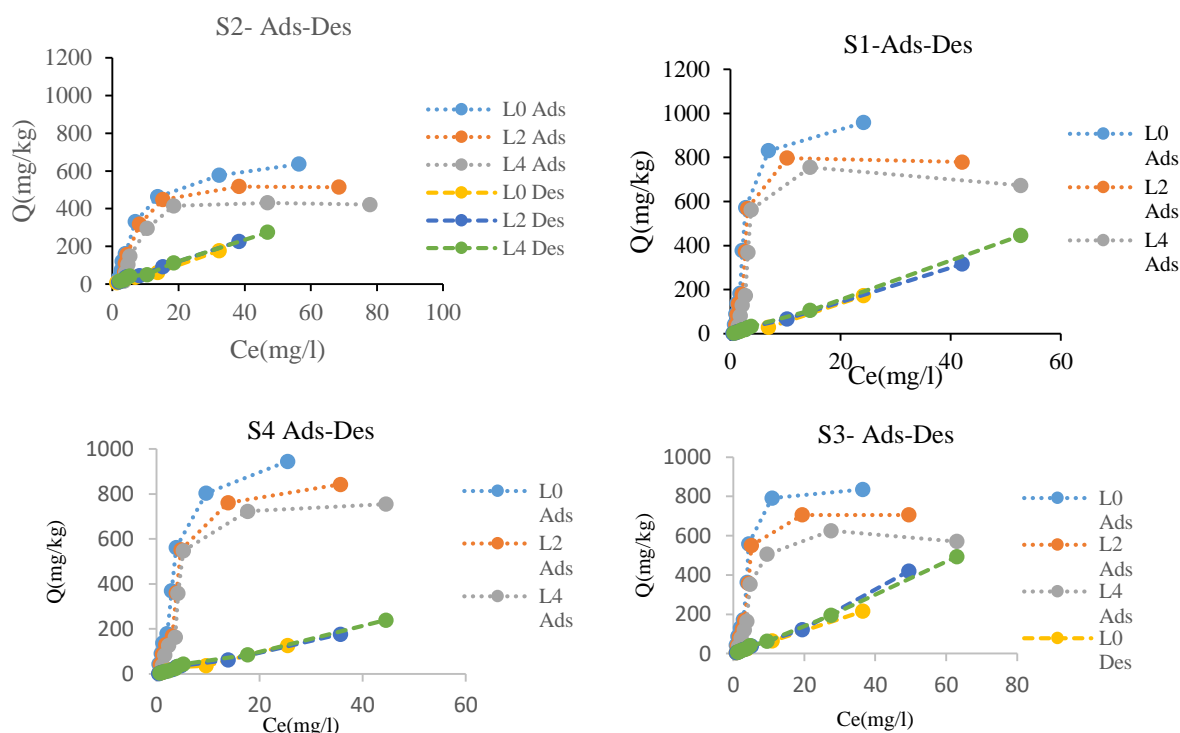 S2- Ads-Des
1200
1000
800
600
400
200
0
0 20 40 60 80 100
Q(mg/kg)
Ce(mg/l)
L0 Ads
L2 Ads
L4 Ads
L0 Des
L2 Des
L4 Des
S1-Ads-Des
1200
1000
800
600
400
200
0
0 20 40 60
Q(mg/kg)
Ce(mg/l)
L0
Ads
L2
Ads
L4
Ads
S4 Ads-Des
1000
800
600
400
200
0
0 20 40 60
Q(mg/kg)
Ce(mg/l)
L0
Ads
L2
Ads
L4
Ads
S3- Ads-Des
1000
800
600
400
200
0
0 20 40 60 80
Q(mg/kg)
Ce(mg/l)
L0
Ads
L2
Ads
L4
Ads
L0
Des